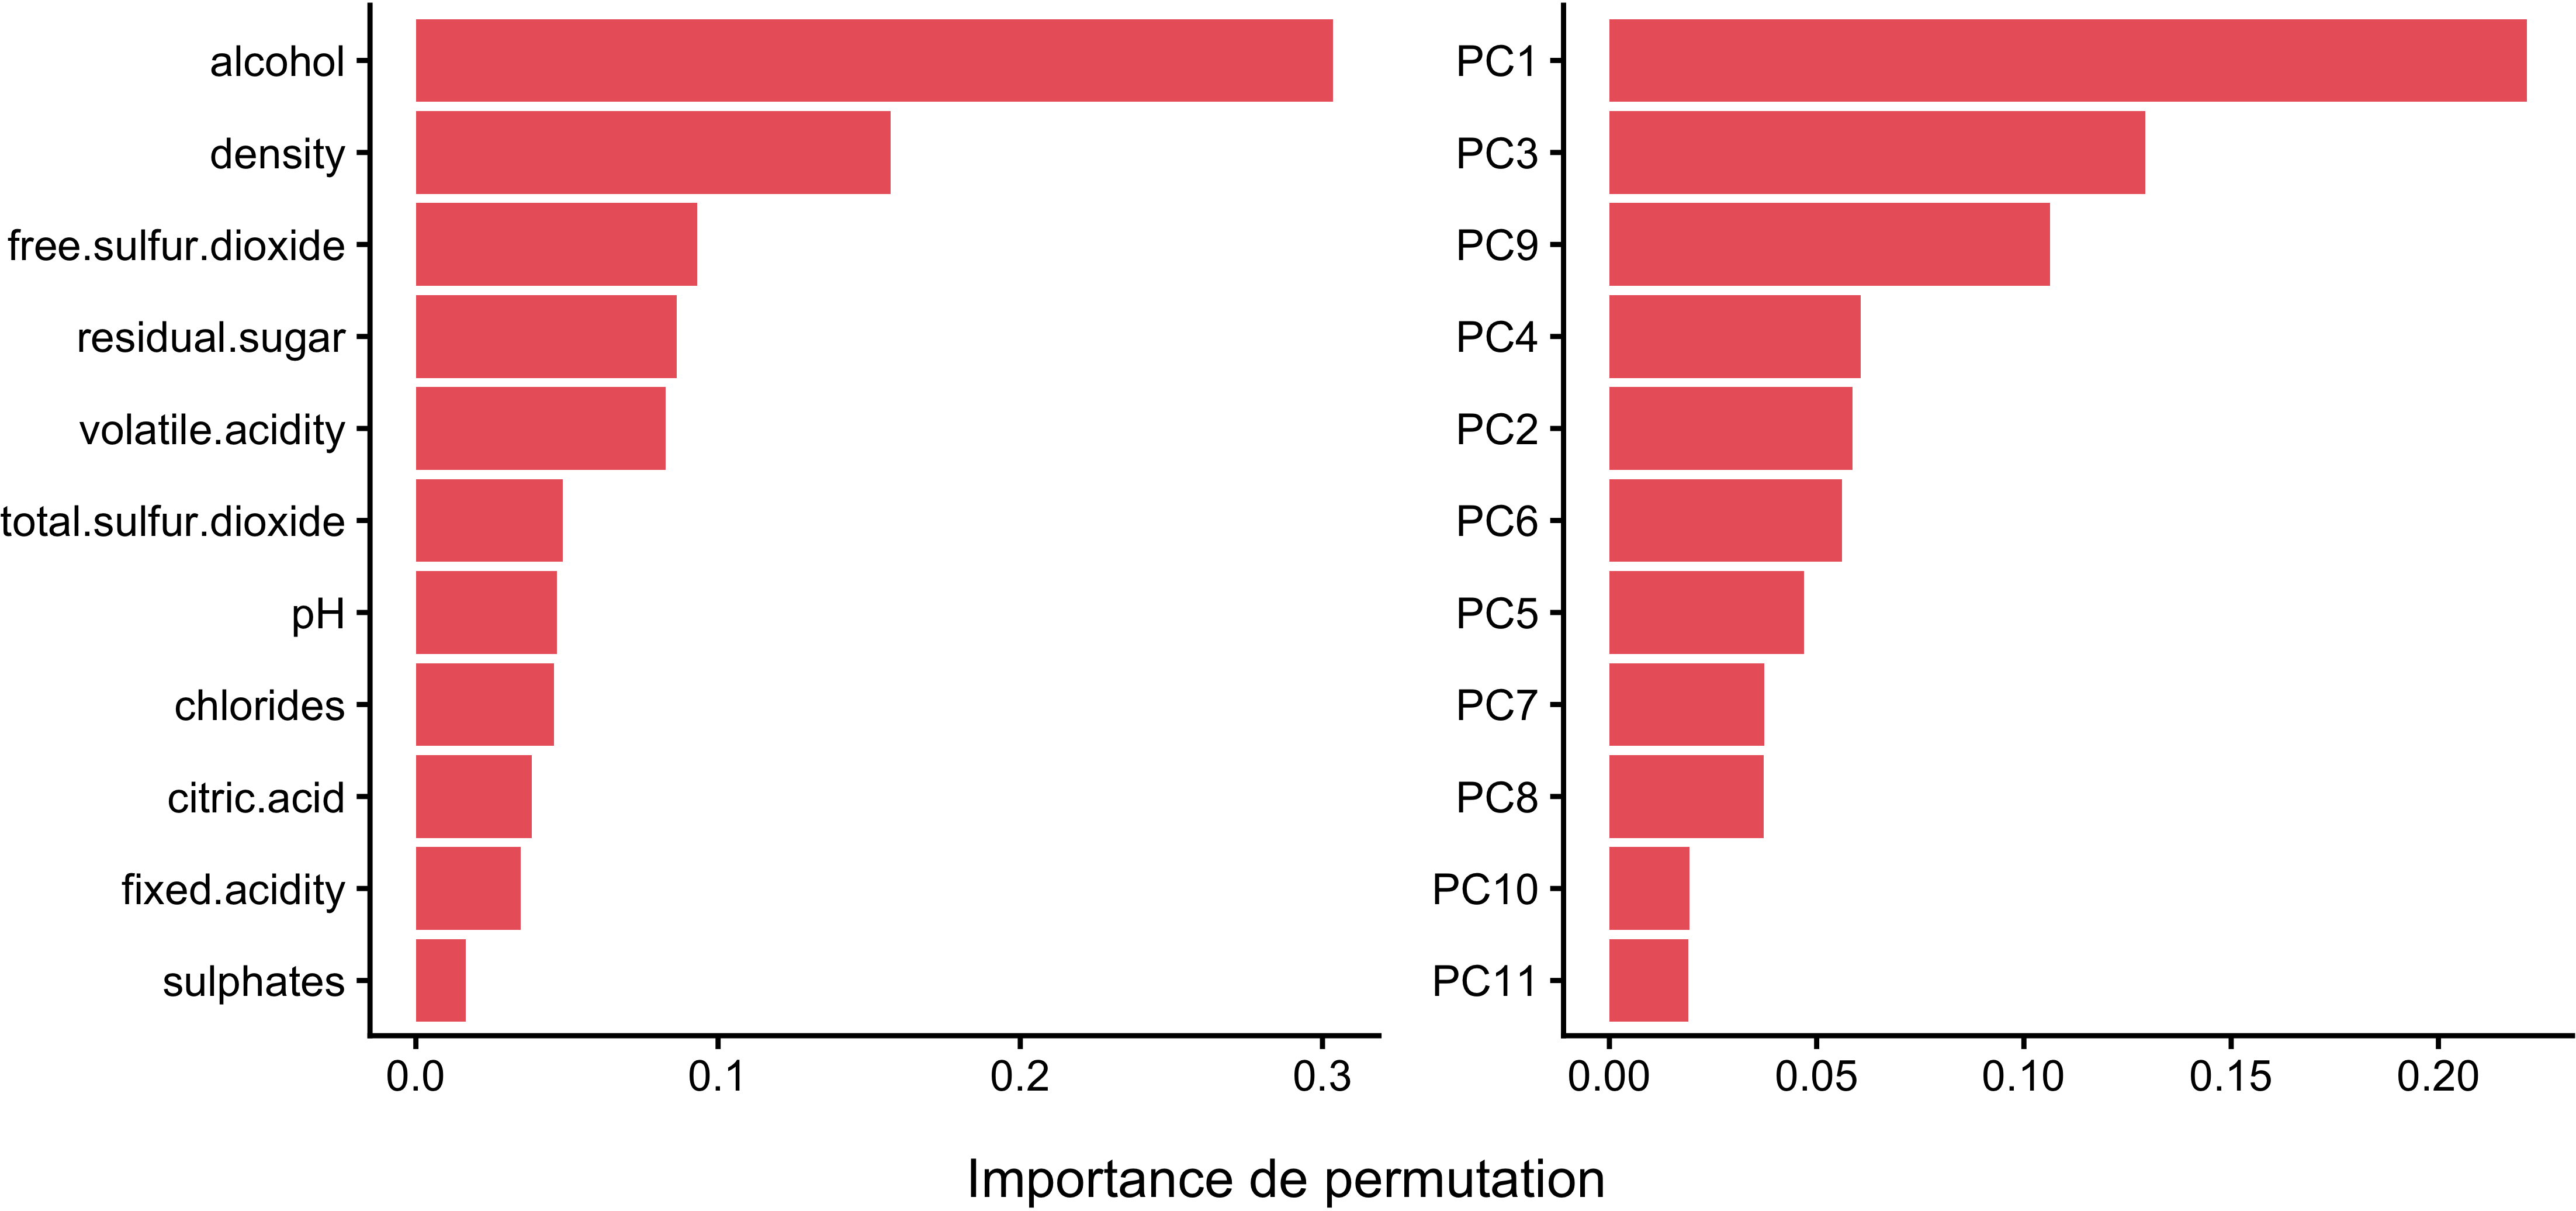 alcohol
density
free.sulfur.dioxide
residual.sugar
volatile.acidity
total.sulfur.dioxide
pH
chlorides
citric.acid
fixed.acidity
sulphates
0.0 0.1 0.2 0.3
PC1
PC3
PC9
PC4
PC2
PC6
PC5
PC7
PC8
PC10
PC11
0.00 0.05 0.10 0.15 0.20
Importance de permutation